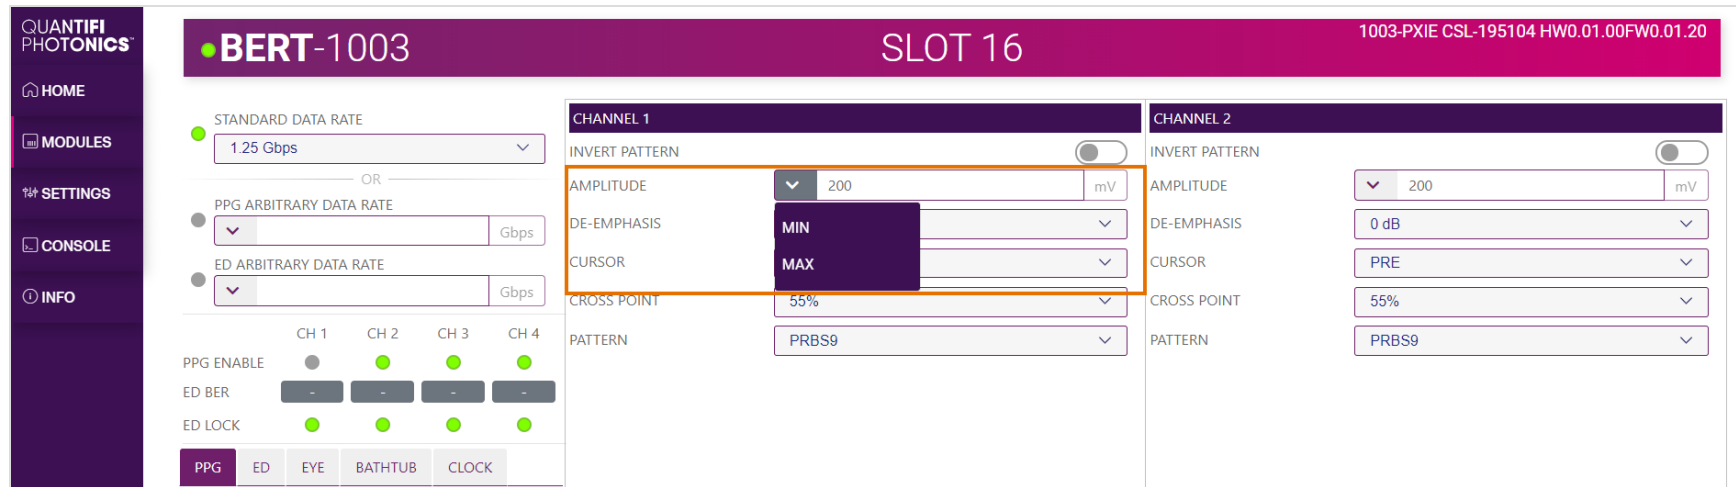 QUANTIFI
PHOTONICS™
HOME
MODULES
SETTINGS
CONSOLE
INFO
BERT-1003
SLOT 16
1003-PXIE CSL-195104 HW0.01.00FW0.01.20
STANDARD DATA RATE
1.25 Gbps
OR
PPG ARBITRARY DATA RATE
Gbps
ED ARBITRARY DATA RATE
Gbps
CH 1 CH 2 CH 3 CH 4
PPG ENABLE
ED BER - - - -
ED LOCK
PPG ED EYE BATHTUB CLOCK
CHANNEL 1
INVERT PATTERN
AMPLITUDE 200 mV
MIN
MAX
DE-EMPHASIS
CURSOR
CROSS POINT 55%
PATTERN PRBS9
CHANNEL 2
INVERT PATTERN
AMPLITUDE 200 mV
DE-EMPHASIS 0 dB
CURSOR PRE
CROSS POINT 55%
PATTERN PRBS9